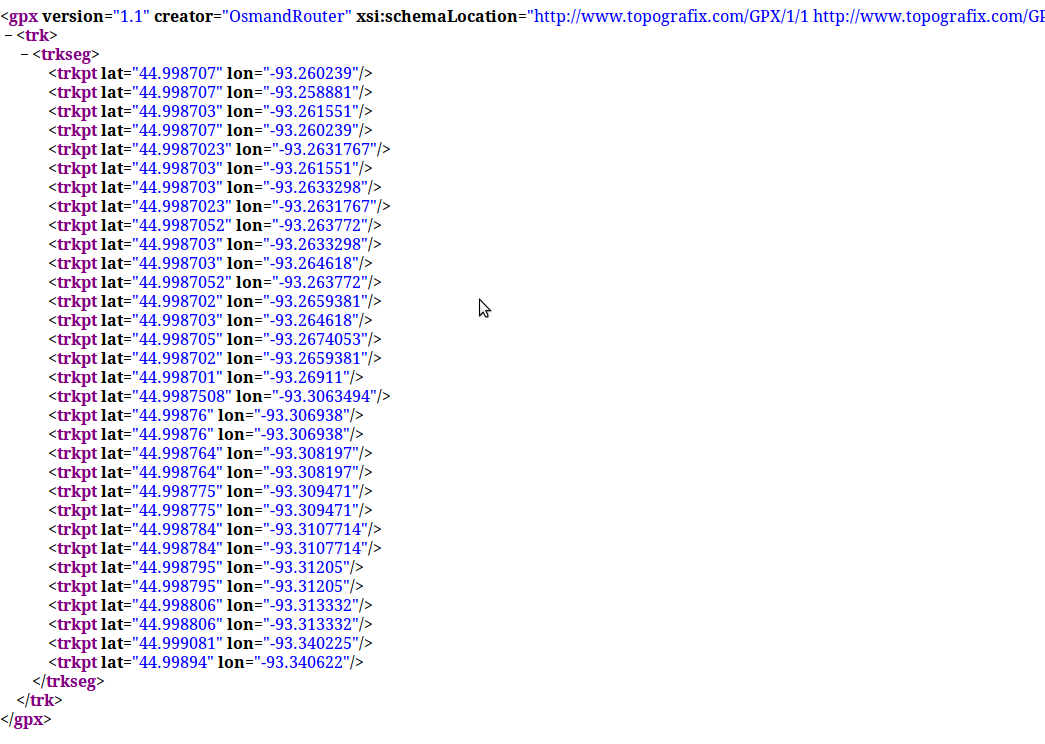 <gpx version="1.1" creator="OsmandRouter" xsi:schemaLocation="http://www.topografix.com/GPX/1/1 http://www.topografix.com/GP
−<trk>
−<trkseg>
<trkpt lat="44.998707" lon="-93.260239"/>
<trkpt lat="44.998707" lon="-93.258881"/>
<trkpt lat="44.998703" lon="-93.261551"/>
<trkpt lat="44.998707" lon="-93.260239"/>
<trkpt lat="44.9987023" lon="-93.2631767"/>
<trkpt lat="44.998703" lon="-93.261551"/>
<trkpt lat="44.998703" lon="-93.2633298"/>
<trkpt lat="44.9987023" lon="-93.2631767"/>
<trkpt lat="44.9987052" lon="-93.263772"/>
<trkpt lat="44.998703" lon="-93.2633298"/>
<trkpt lat="44.998703" lon="-93.264618"/>
<trkpt lat="44.9987052" lon="-93.263772"/>
<trkpt lat="44.998702" lon="-93.2659381"/>
<trkpt lat="44.998703" lon="-93.264618"/>
<trkpt lat="44.998705" lon="-93.2674053"/>
<trkpt lat="44.998702" lon="-93.2659381"/>
<trkpt lat="44.998701" lon="-93.26911"/>
<trkpt lat="44.9987508" lon="-93.3063494"/>
<trkpt lat="44.99876" lon="-93.306938"/>
<trkpt lat="44.99876" lon="-93.306938"/>
<trkpt lat="44.998764" lon="-93.308197"/>
<trkpt lat="44.998764" lon="-93.308197"/>
<trkpt lat="44.998775" lon="-93.309471"/>
<trkpt lat="44.998775" lon="-93.309471"/>
<trkpt lat="44.998784" lon="-93.3107714"/>
<trkpt lat="44.998784" lon="-93.3107714"/>
<trkpt lat="44.998795" lon="-93.31205"/>
<trkpt lat="44.998795" lon="-93.31205"/>
<trkpt lat="44.998806" lon="-93.313332"/>
<trkpt lat="44.998806" lon="-93.313332"/>
<trkpt lat="44.999081" lon="-93.340225"/>
<trkpt lat="44.99894" lon="-93.340622"/>
</trkseg>
</trk>
</gpx>